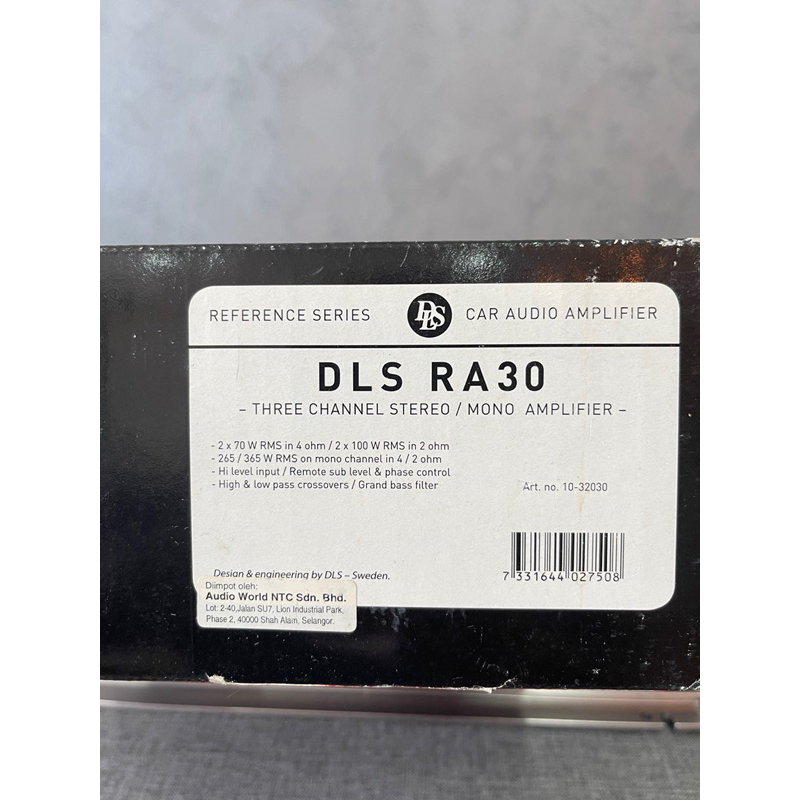 REFERENCE SERIES DLS CAR AUDIO AMPLIFIER
DLS RA30
– THREE CHANNEL STEREO / MONO AMPLIFIER –
- 2 x 70 W RMS in 4 ohm / 2 x 100 W RMS in 2 ohm
- 265 / 365 W RMS on mono channel in 4 / 2 ohm
- Hi level input / Remote sub level & phase control
- High & low pass crossovers / Grand bass filter
Art. no. 10-32030
Design & engineering by DLS – Sweden.
7 331644 027508
Diimpot oleh:
Audio World NTC Sdn. Bhd.
Lot: 2-40,Jalan SU7, Lion Industrial Park,
Phase 2, 40000 Shah Alam, Selangor.